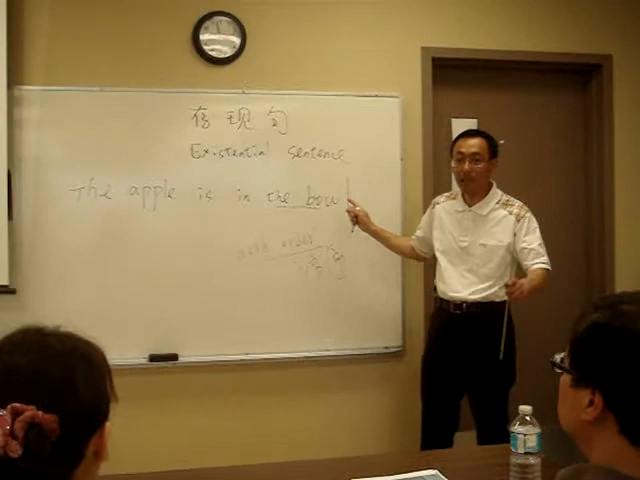 存现句
Existential sentence
The apple is in the bowl